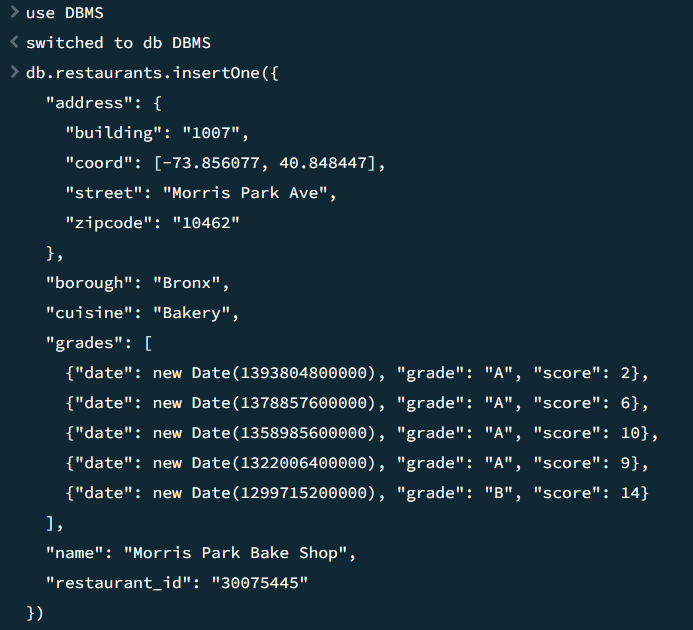 > use DBMS
< switched to db DBMS
> db.restaurants.insertOne({
  "address": {
    "building": "1007",
    "coord": [-73.856077, 40.848447],
    "street": "Morris Park Ave",
    "zipcode": "10462"
  },
  "borough": "Bronx",
  "cuisine": "Bakery",
  "grades": [
    {"date": new Date(1393804800000), "grade": "A", "score": 2},
    {"date": new Date(1378857600000), "grade": "A", "score": 6},
    {"date": new Date(1358985600000), "grade": "A", "score": 10},
    {"date": new Date(1322006400000), "grade": "A", "score": 9},
    {"date": new Date(1299715200000), "grade": "B", "score": 14}
  ],
  "name": "Morris Park Bake Shop",
  "restaurant_id": "30075445"
})